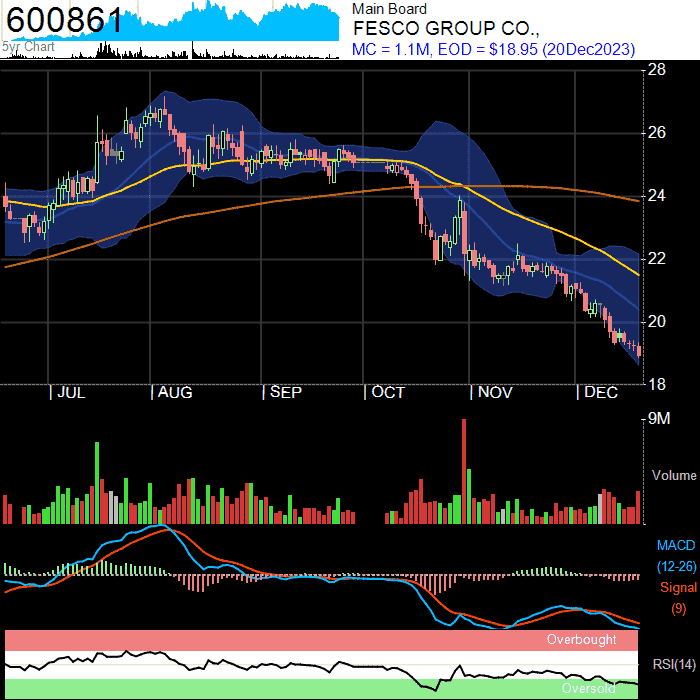 600861
5yr Chart
Main Board
FESCO GROUP CO.,
MC = 1.1M, EOD = $18.95 (20Dec2023)
28
26
24
22
20
18
| JUL | AUG | SEP | OCT | NOV | DEC
9M
Volume
MACD
(12-26)
Signal
(9)
Overbought
RSI(14)
Oversold